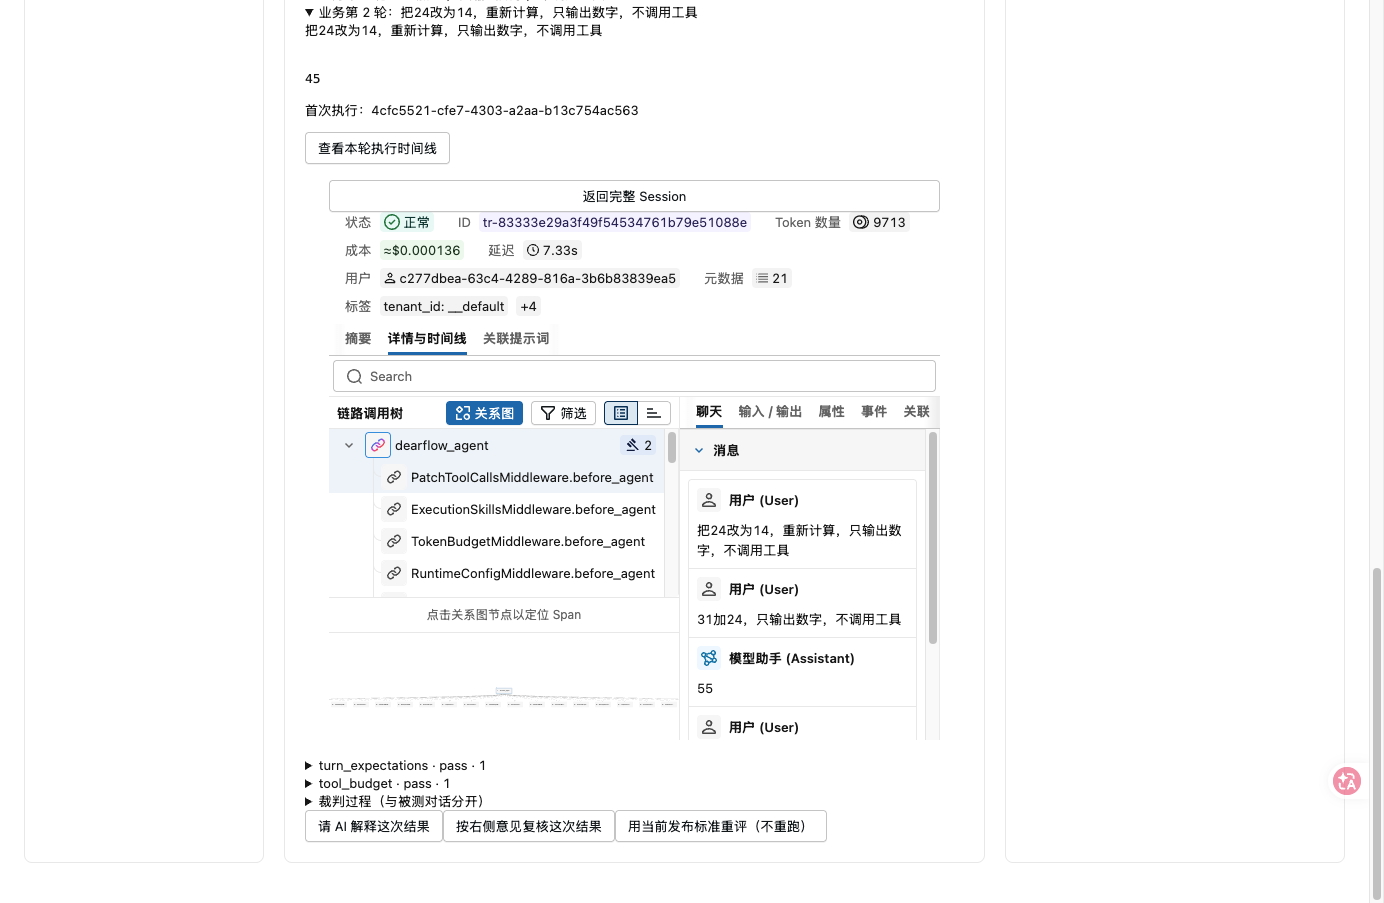 ▼ 业务第 2 轮：把24改为14，重新计算，只输出数字，不调用工具
把24改为14，重新计算，只输出数字，不调用工具
45
首次执行：4cfc5521-cfe7-4303-a2aa-b13c754ac563
查看本轮执行时间线
返回完整 Session
状态 正常 ID tr-83333e29a3f49f54534761b79e51088e Token 数量 9713
成本 ≈$0.000136 延迟 7.33s
用户 c277dbea-63c4-4289-816a-3b6b83839ea5 元数据 21
标签 tenant_id: __default +4
摘要 详情与时间线 关联提示词
Search
链路调用树 关系图 筛选
dearflow_agent 2
PatchToolCallsMiddleware.before_agent
ExecutionSkillsMiddleware.before_agent
TokenBudgetMiddleware.before_agent
RuntimeConfigMiddleware.before_agent
点击关系图节点以定位 Span
聊天 输入 / 输出 属性 事件 关联
消息
用户 (User)
把24改为14，重新计算，只输出数
字，不调用工具
用户 (User)
31加24，只输出数字，不调用工具
模型助手 (Assistant)
55
用户 (User)
▶ turn_expectations · pass · 1
▶ tool_budget · pass · 1
▶ 裁判过程（与被测对话分开）
请 AI 解释这次结果 按右侧意见复核这次结果 用当前发布标准重评（不重跑）